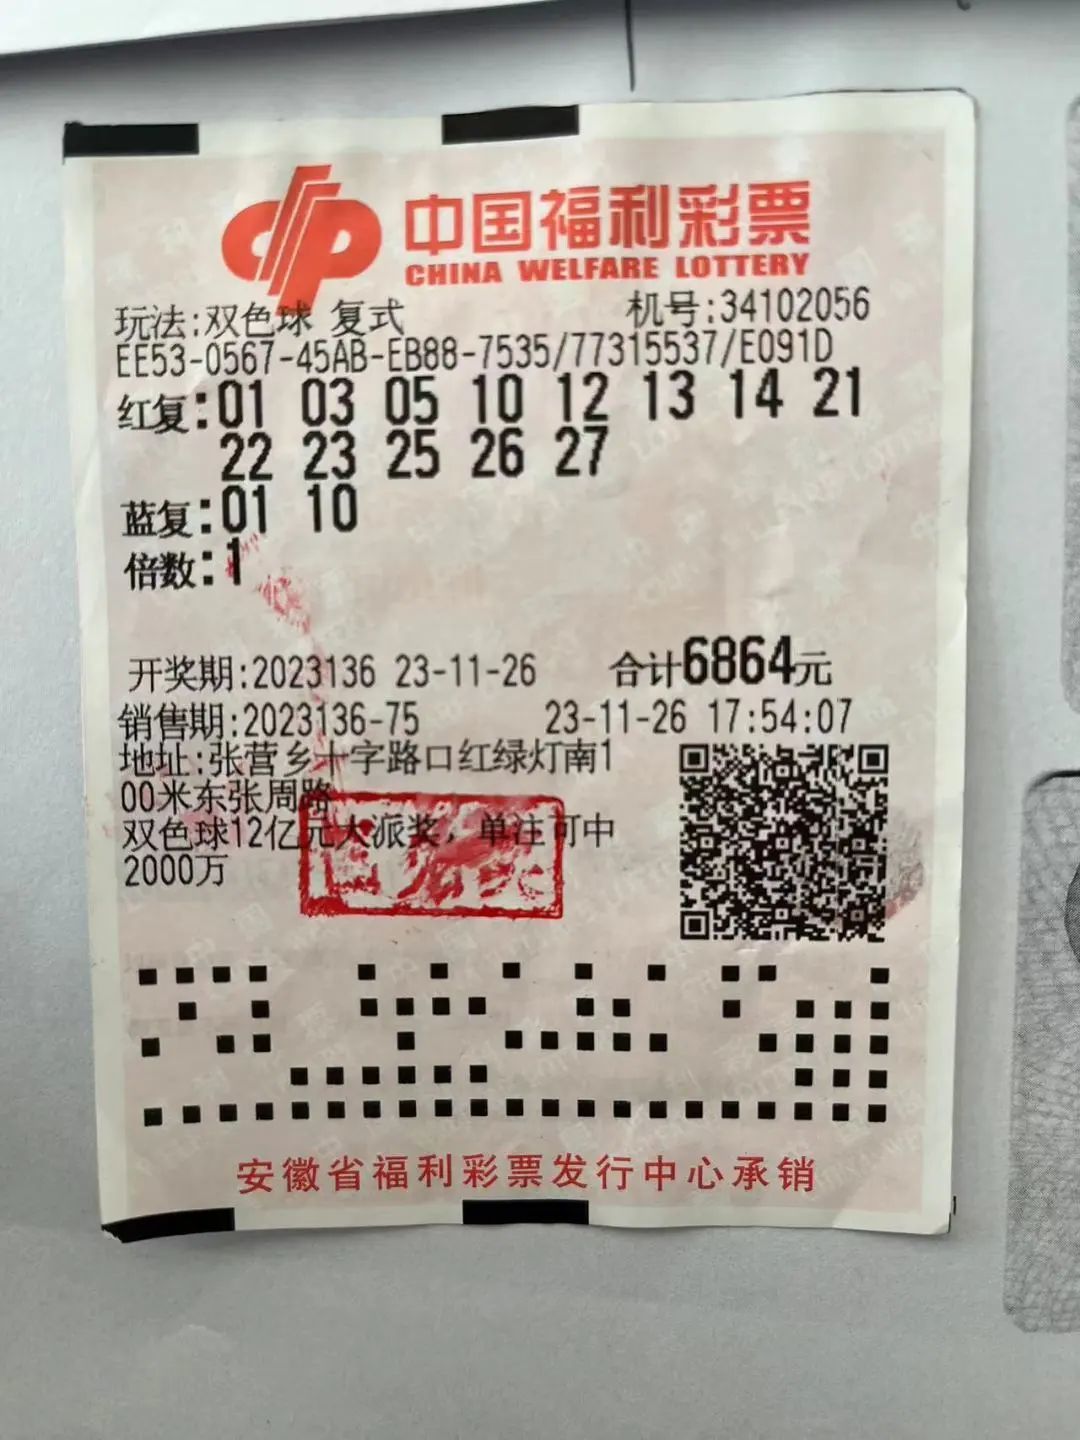 中国福利彩票
CHINA WELFARE LOTTERY
玩法:双色球 复式 机号:34102056
EE53-0567-45AB-EB88-7535/77315537/E091D
红复:01 03 05 10 12 13 14 21
22 23 25 26 27
蓝复:01 10
倍数:1
开奖期:2023136 23-11-26 合计6864元
销售期:2023136-75 23-11-26 17:54:07
地址:张营乡十字路口红绿灯南1
00米东张周路
双色球12亿元大派奖，单注可中
2000万
安徽省福利彩票发行中心承销